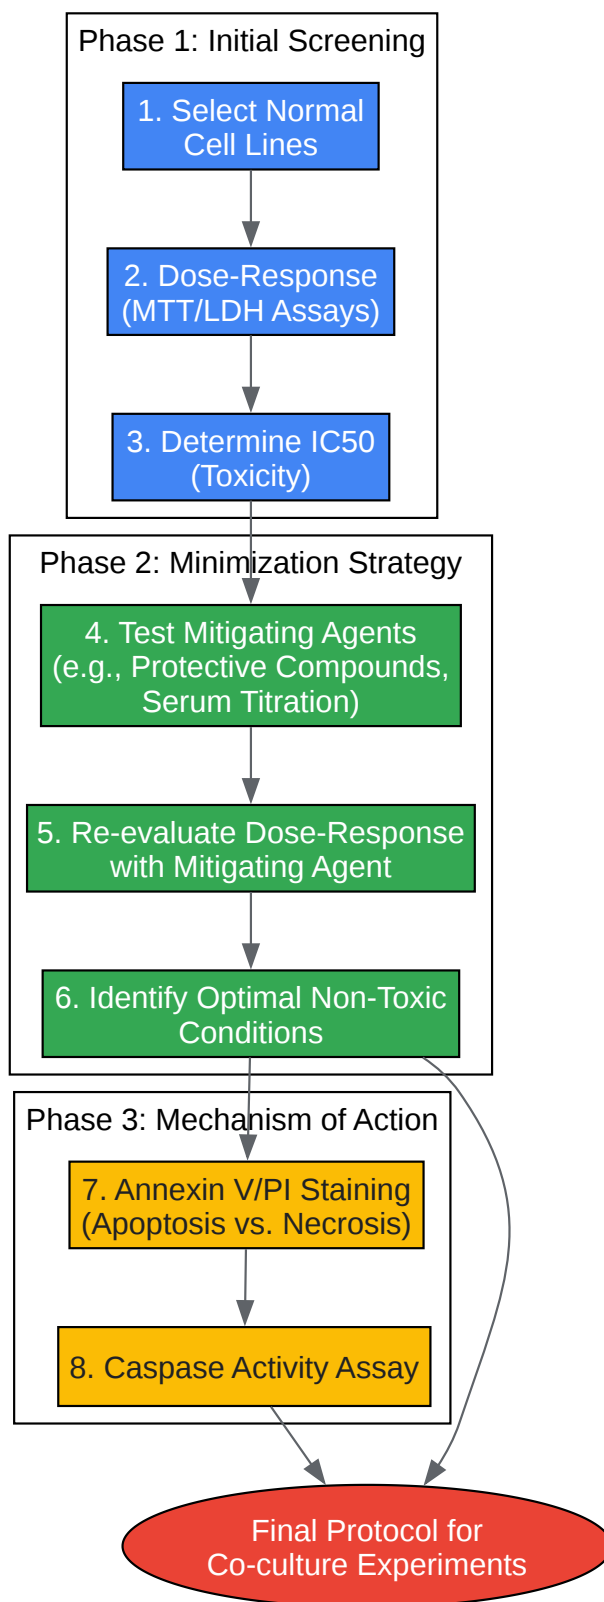 Phase 1: Initial Screening
1. Select Normal
Cell Lines
2. Dose-Response
(MTT/LDH Assays)
3. Determine IC50
(Toxicity)
Phase 2: Minimization Strategy
4. Test Mitigating Agents
(e.g., Protective Compounds,
Serum Titration)
5. Re-evaluate Dose-Response
with Mitigating Agent
6. Identify Optimal Non-Toxic
Conditions
Phase 3: Mechanism of Action
7. Annexin V/PI Staining
(Apoptosis vs. Necrosis)
8. Caspase Activity Assay
Final Protocol for
Co-culture Experiments